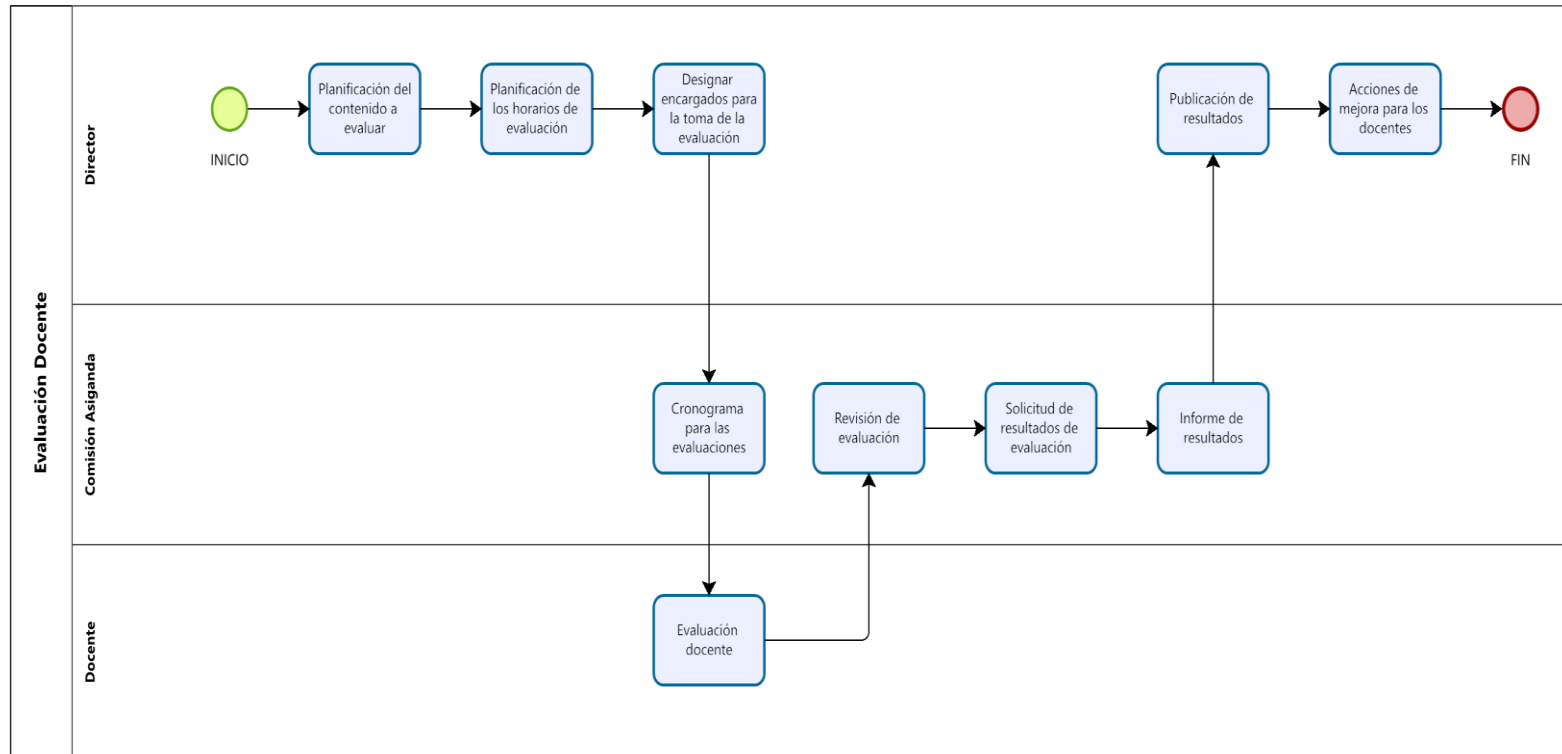 Evaluación Docente
Director
INICIO
Planificación del
contenido a
evaluar
Planificación de
los horarios de
evaluación
Designar
encargados para
la toma de la
evaluación
Publicación de
resultados
Acciones de
mejora para los
docentes
FIN
Comisión Asiganda
Cronograma
para las
evaluaciones
Revisión de
evaluación
Solicitud de
resultados de
evaluación
Informe de
resultados
Docente
Evaluación
docente